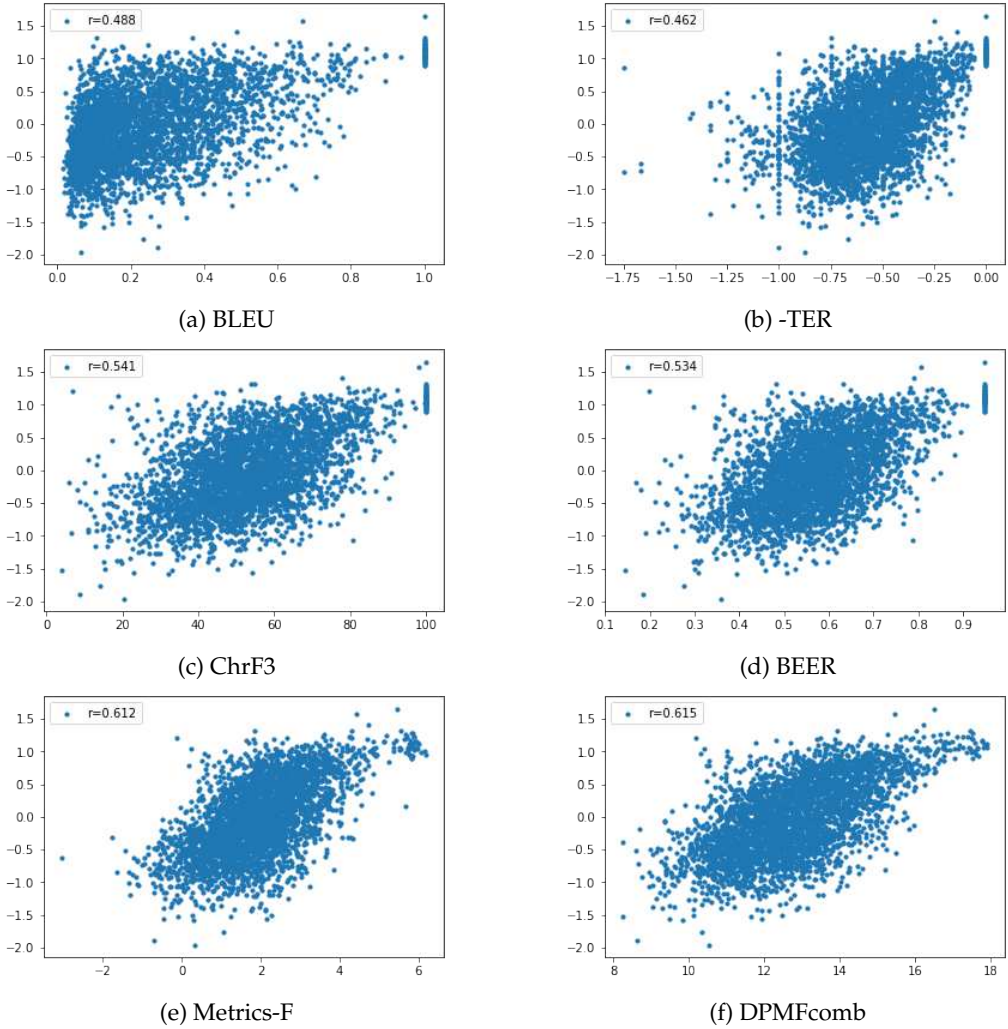 r=0.488
1.5
1.0
0.5
0.0
−0.5
−1.0
−1.5
−2.0
0.0 0.2 0.4 0.6 0.8 1.0
(a) BLEU
r=0.462
1.5
1.0
0.5
0.0
−0.5
−1.0
−1.5
−2.0
−1.75 −1.50 −1.25 −1.00 −0.75 −0.50 −0.25 0.00
(b) -TER
r=0.541
1.5
1.0
0.5
0.0
−0.5
−1.0
−1.5
−2.0
0 20 40 60 80 100
(c) ChrF3
r=0.534
1.5
1.0
0.5
0.0
−0.5
−1.0
−1.5
−2.0
0.1 0.2 0.3 0.4 0.5 0.6 0.7 0.8 0.9
(d) BEER
r=0.612
1.5
1.0
0.5
0.0
−0.5
−1.0
−1.5
−2.0
−2 0 2 4 6
(e) Metrics-F
r=0.615
1.5
1.0
0.5
0.0
−0.5
−1.0
−1.5
−2.0
8 10 12 14 16 18
(f) DPMFcomb